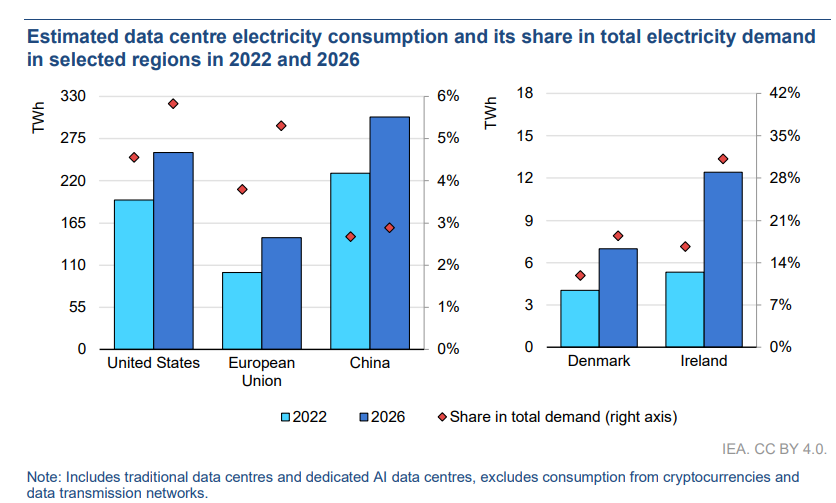 Estimated data centre electricity consumption and its share in total electricity demand
in selected regions in 2022 and 2026
TWh
330
275
220
165
110
55
0
6%
5%
4%
3%
2%
1%
0%
United States
European
Union
China
TWh
18
15
12
9
6
3
0
42%
35%
28%
21%
14%
7%
0%
Denmark
Ireland
2022 2026 Share in total demand (right axis)
IEA. CC BY 4.0.
Note: Includes traditional data centres and dedicated AI data centres, excludes consumption from cryptocurrencies and
data transmission networks.